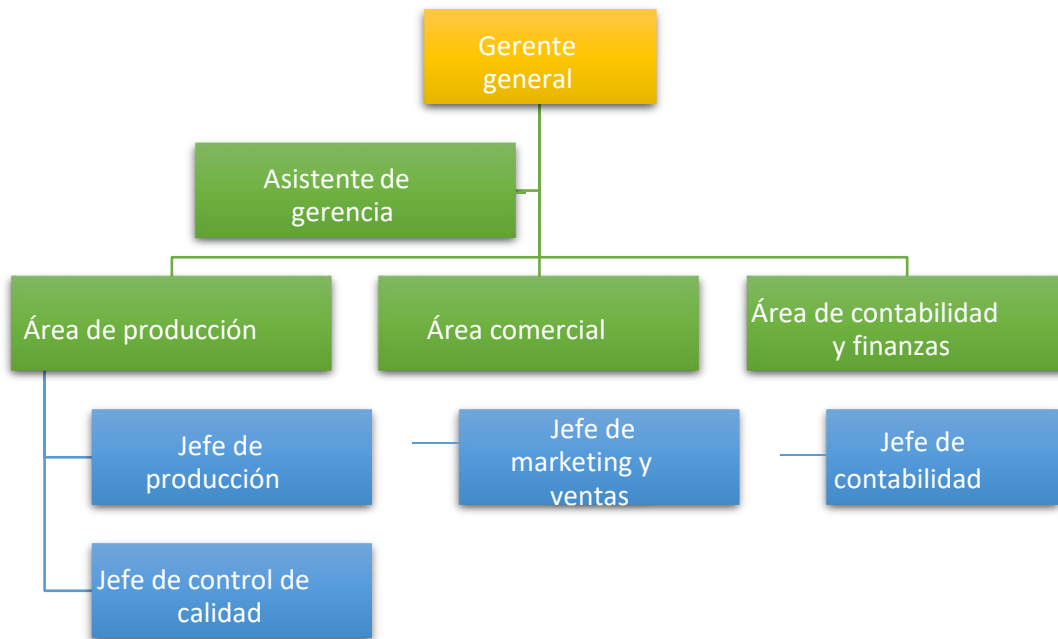 Gerente
general
Asistente de
gerencia
Área de producción
Área comercial
Área de contabilidad
y finanzas
Jefe de
producción
Jefe de
marketing y
ventas
Jefe de
contabilidad
Jefe de control de
calidad